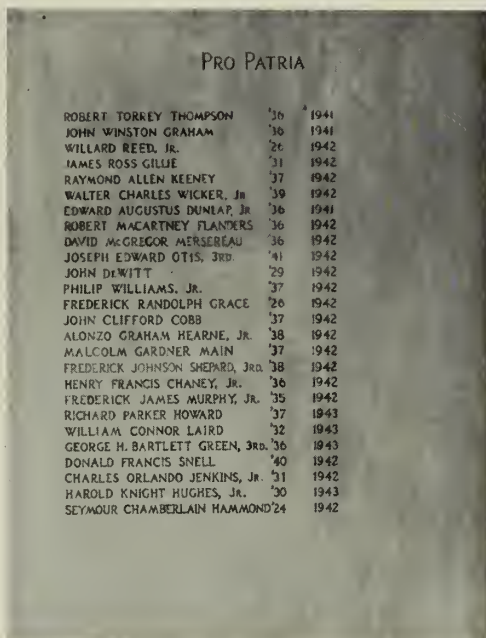 PRO PATRIA
ROBERT TORREY THOMPSON '36 1941
JOHN WINSTON GRAHAM '36 1941
WILLARD REED, JR. '26 1942
JAMES ROSS GILLIE '31 1942
RAYMOND ALLEN KEENEY '37 1942
WALTER CHARLES WICKER, JR '39 1942
EDWARD AUGUSTUS DUNLAP, JR '36 1941
ROBERT MACARTNEY FLANDERS '36 1942
DAVID McGREGOR MERSEREAU '36 1942
JOSEPH EDWARD OTIS, 3RD. '41 1942
JOHN DEWITT '29 1942
PHILIP WILLIAMS, JR. '37 1942
FREDERICK RANDOLPH GRACE '26 1942
JOHN CLIFFORD COBB '37 1942
ALONZO GRAHAM HEARNE, JR. '38 1942
MALCOLM GARDNER MAIN '37 1942
FREDERICK JOHNSON SHEPARD, 3RD. '38 1942
HENRY FRANCIS CHANEY, JR. '36 1942
FREDERICK JAMES MURPHY, JR. '35 1942
RICHARD PARKER HOWARD '37 1943
WILLIAM CONNOR LAIRD '32 1943
GEORGE H. BARTLETT GREEN, 3RD. '36 1943
DONALD FRANCIS SNELL '40 1942
CHARLES ORLANDO JENKINS, JR. '31 1942
HAROLD KNIGHT HUGHES, JR. '30 1943
SEYMOUR CHAMBERLAIN HAMMOND '24 1942